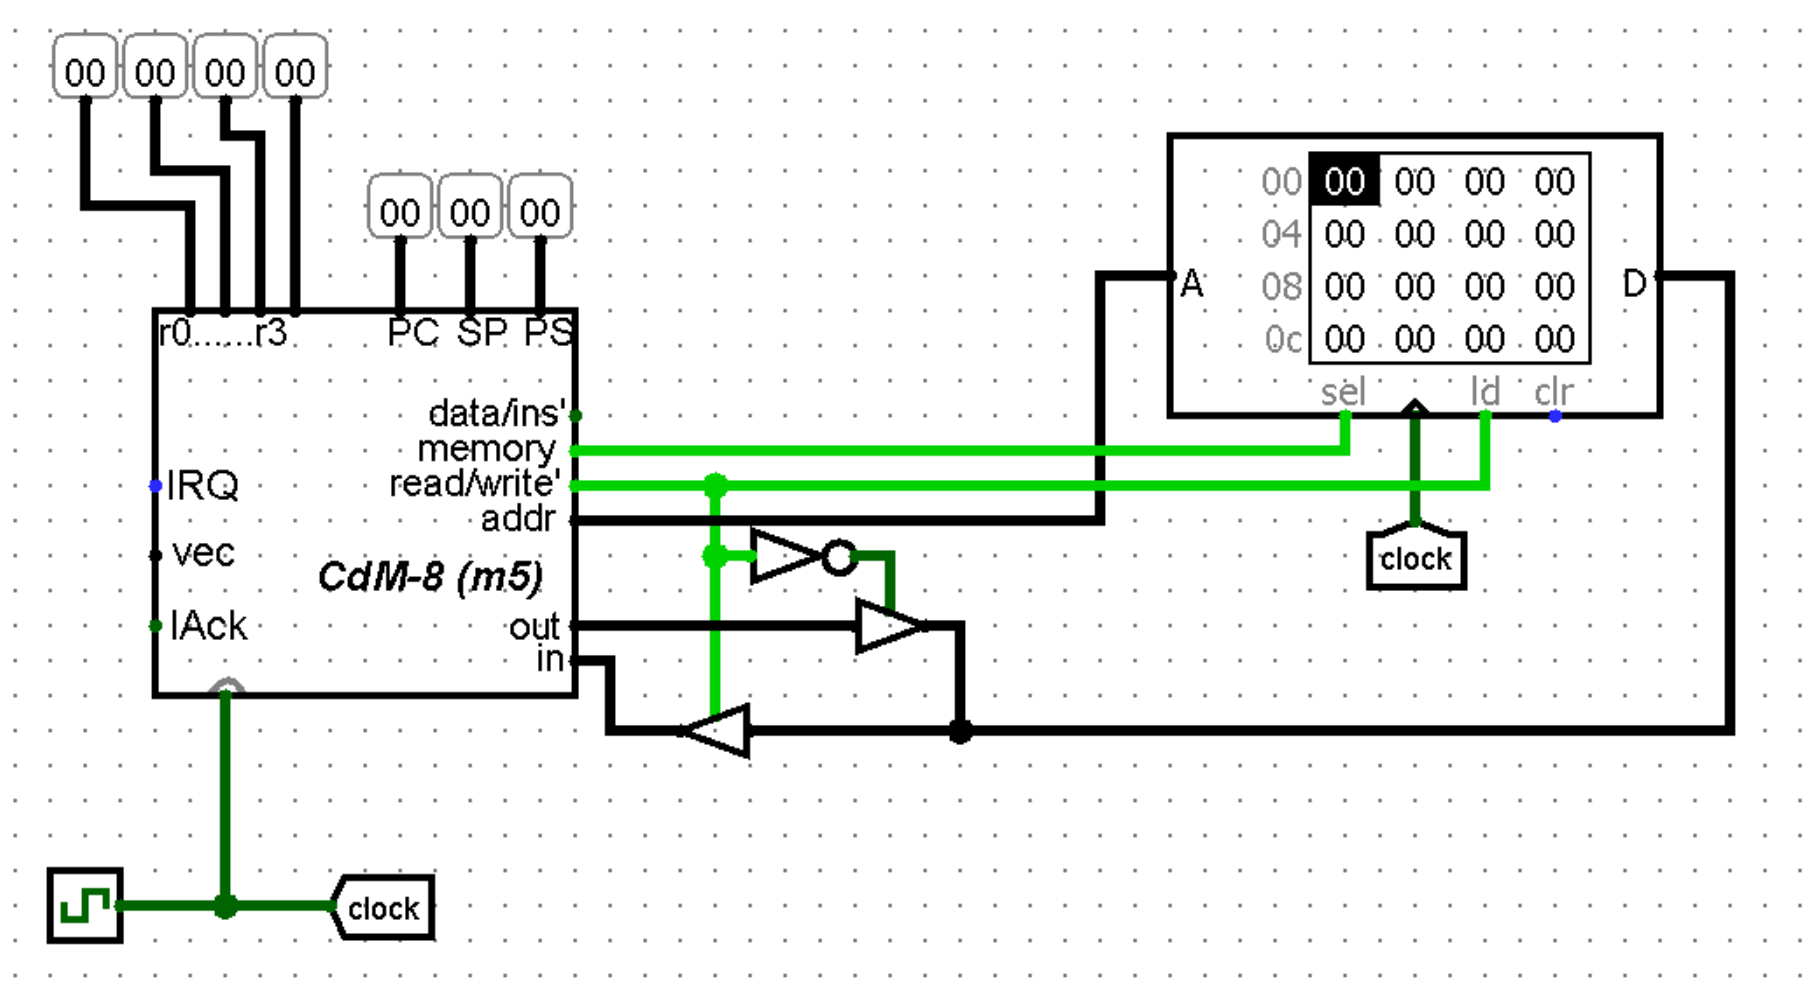 00 00 00 00
00 00 00
r0......r3 PC SP PS
data/ins'
memory
read/write'
addr
IRQ
vec
CdM-8 (m5)
IAck
out
in
00 00 00 00 00
04 00 00 00 00
08 00 00 00 00
0c 00 00 00 00
A
D
sel ld clr
clock
clock